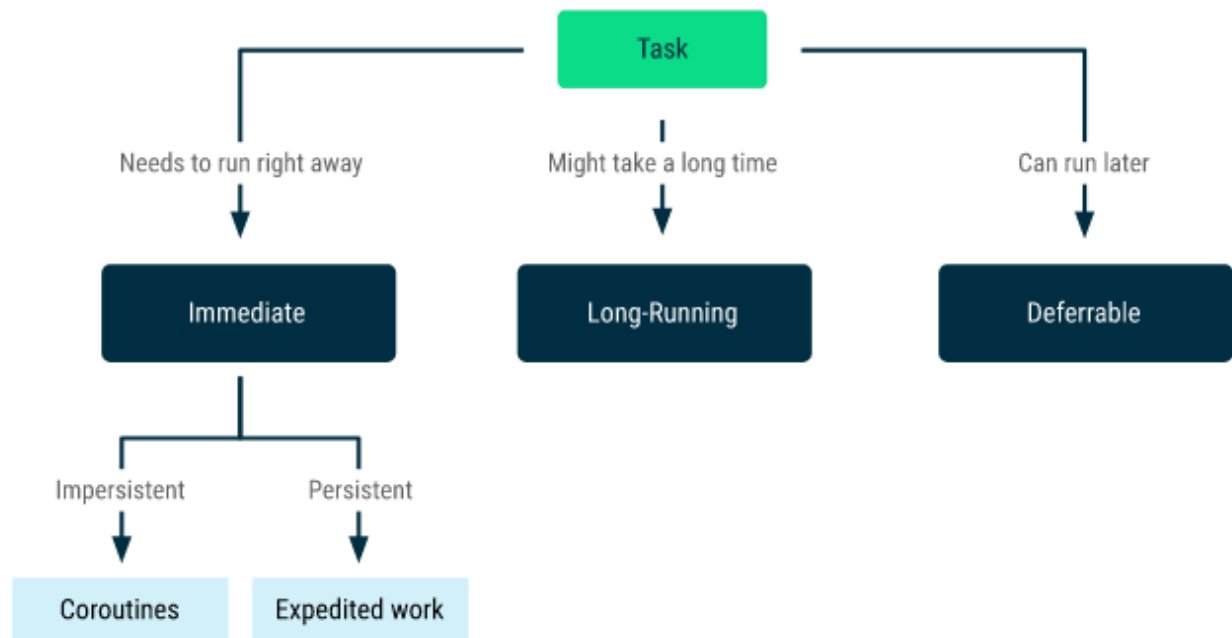 Task
Needs to run right away
Might take a long time
Can run later
Immediate
Long-Running
Deferrable
Impersistent
Persistent
Coroutines
Expedited work